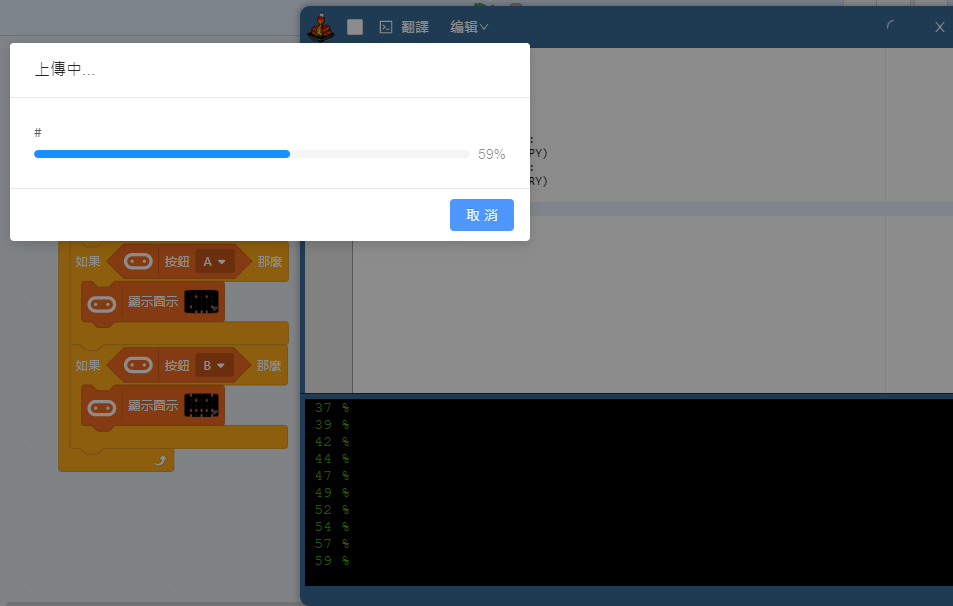 翻譯 编辑 X
上傳中...
#
59%
取 消
:
PY)
:
RY)
如果 按鈕 A 那麼
顯示圖示
如果 按鈕 B 那麼
顯示圖示
37 %
39 %
42 %
44 %
47 %
49 %
52 %
54 %
57 %
59 %